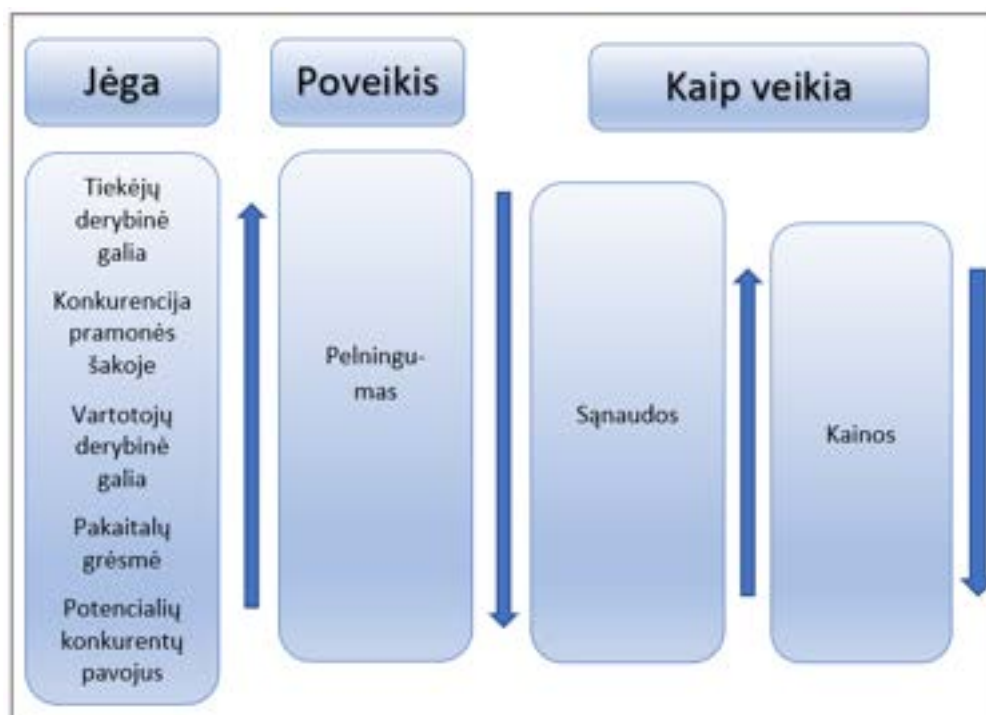 Jėga
Poveikis
Kaip veikia
Tiekėjų
derybinė
galia
Konkurencija
pramonės
šakoje
Vartotojų
derybinė
galia
Pakaitalų
grėsmė
Potencialių
konkurentų
pavojus
Pelningu-
mas
Sąnaudos
Kainos